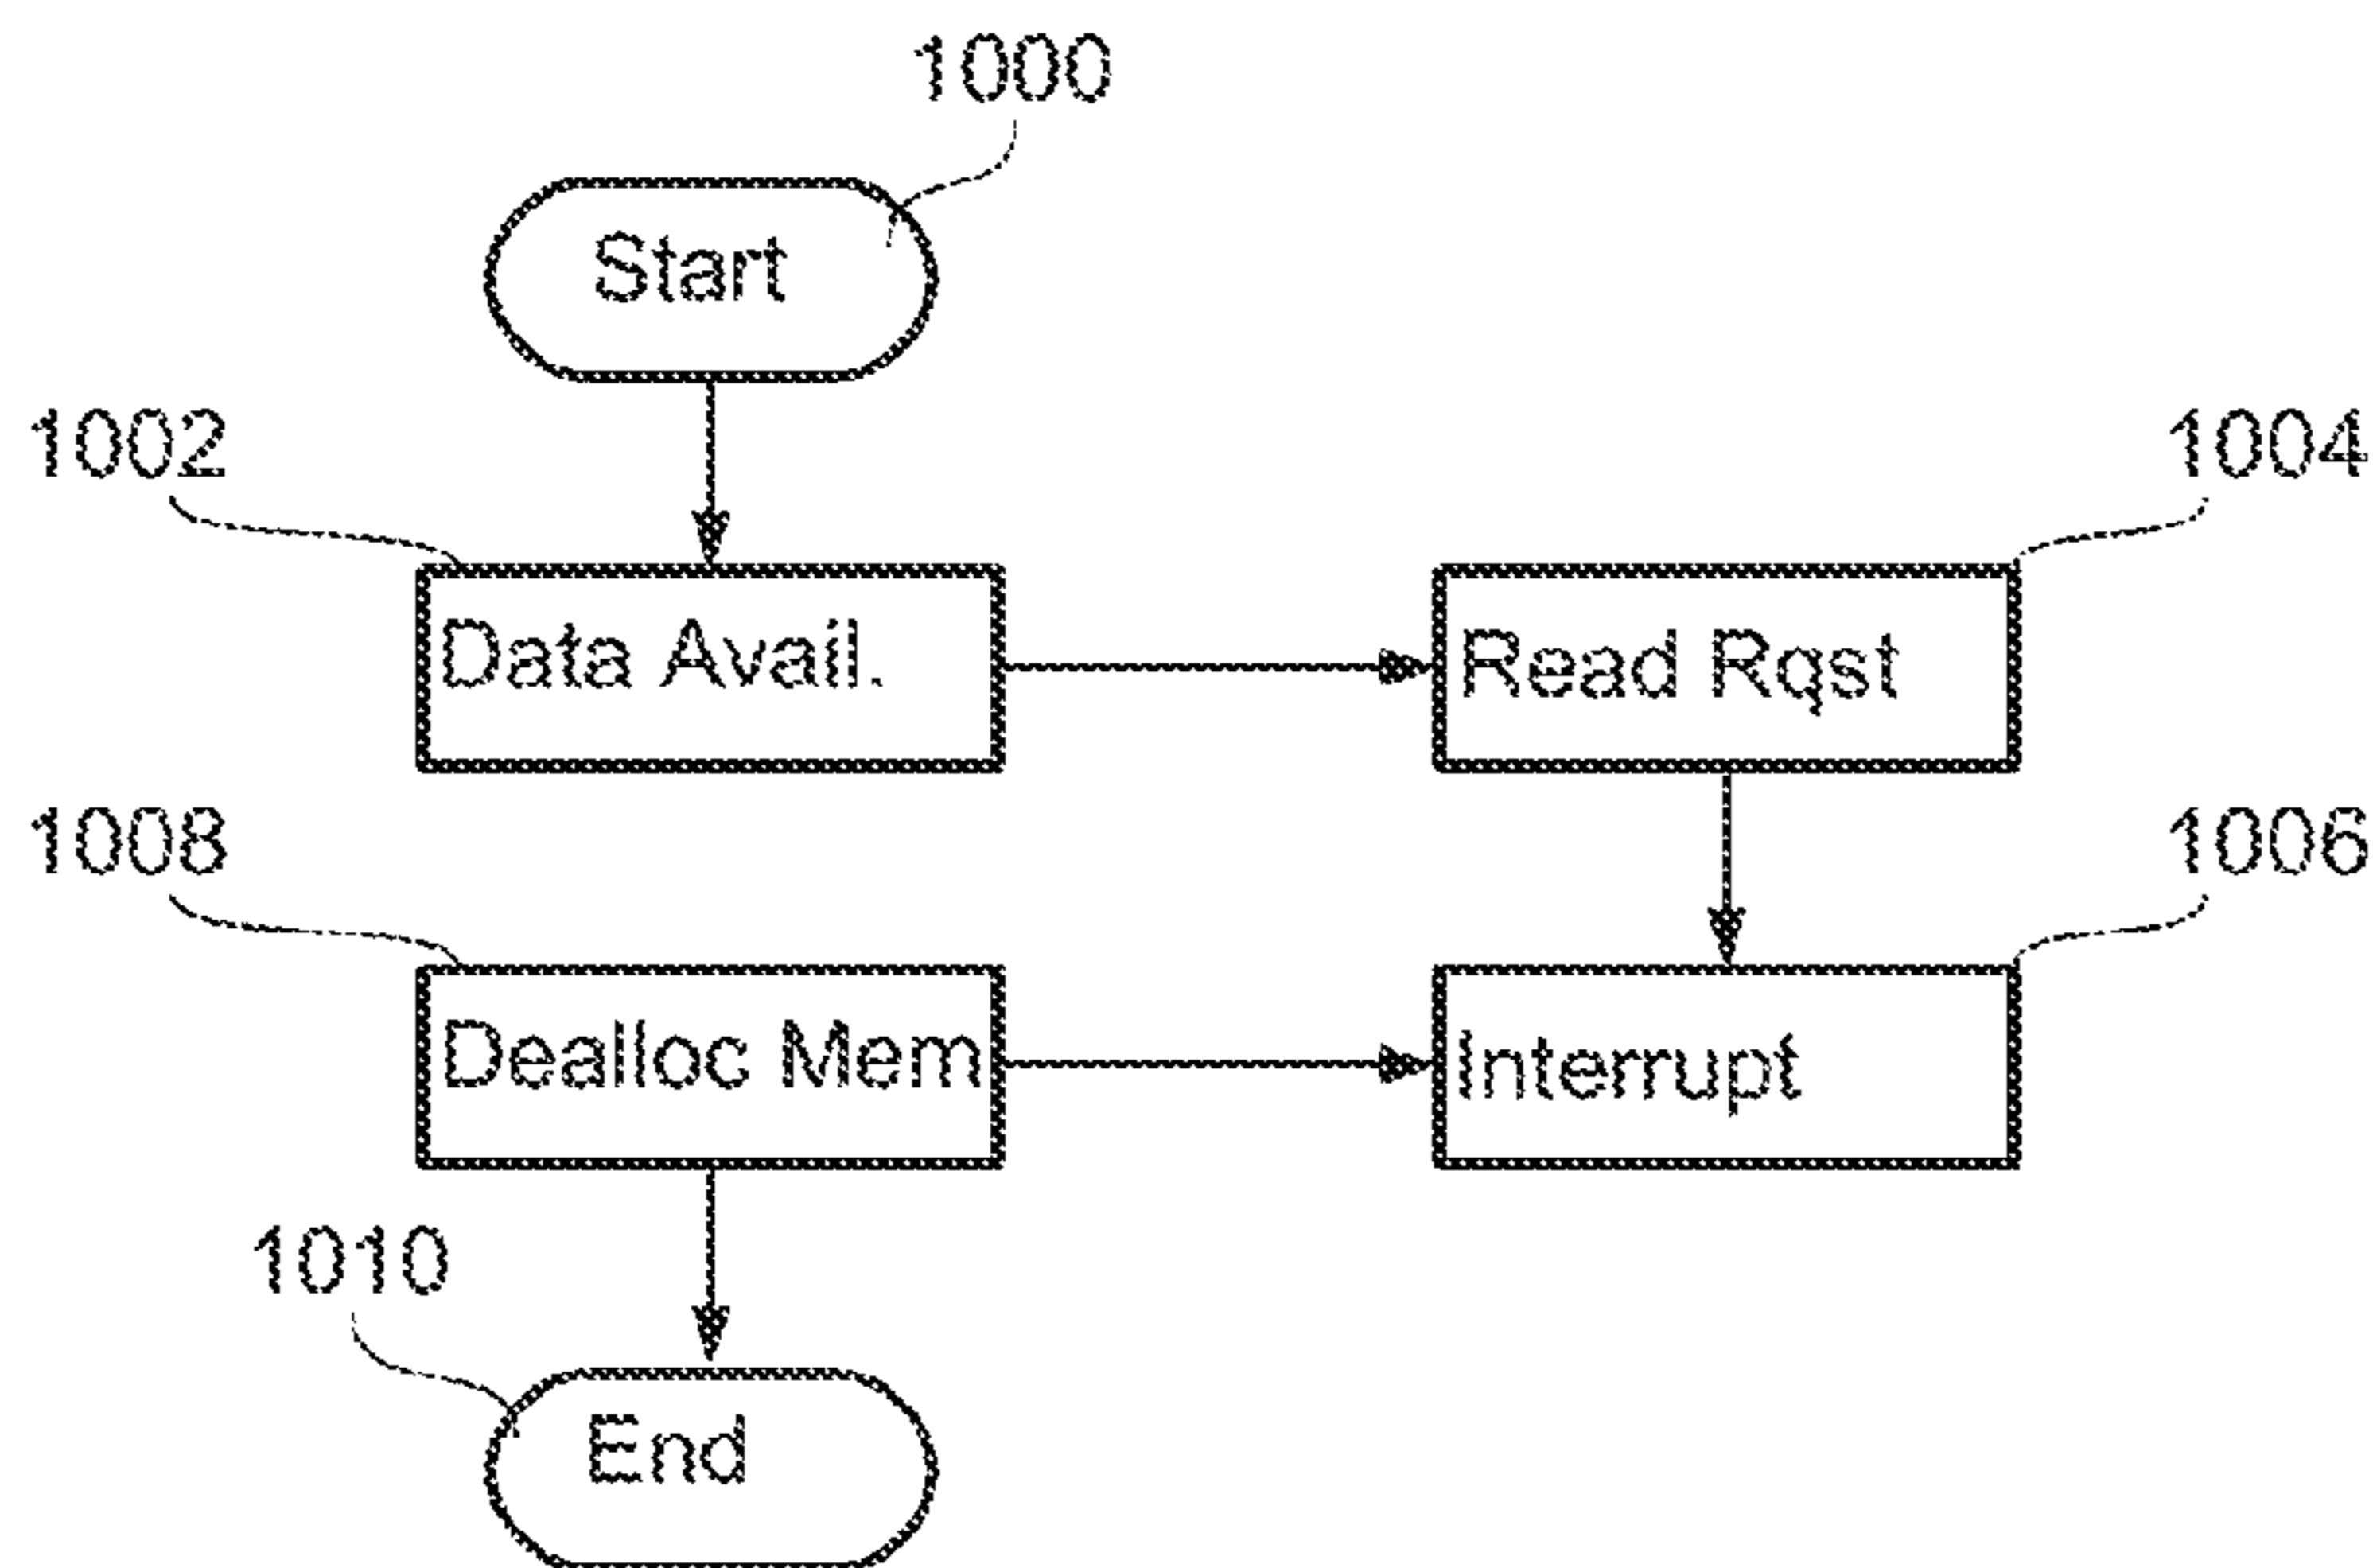 1000
Start
1002
1004
Data Avail.
Read Rqst
1008
1006
Dealloc Mem
Interrupt
1010
End